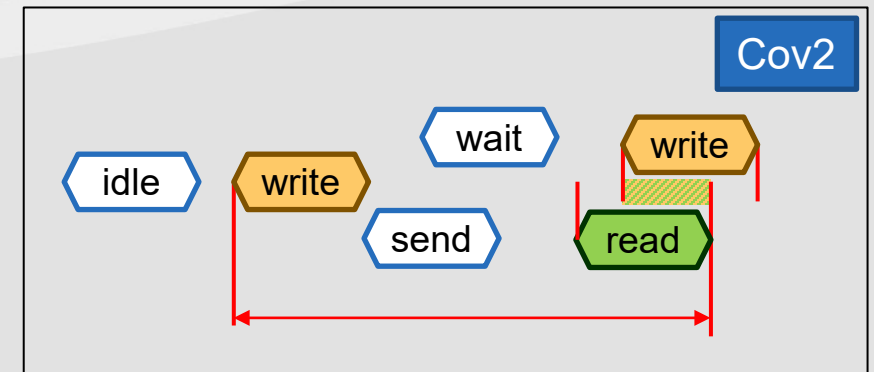 Cov2
wait
write
idle
write
send
read